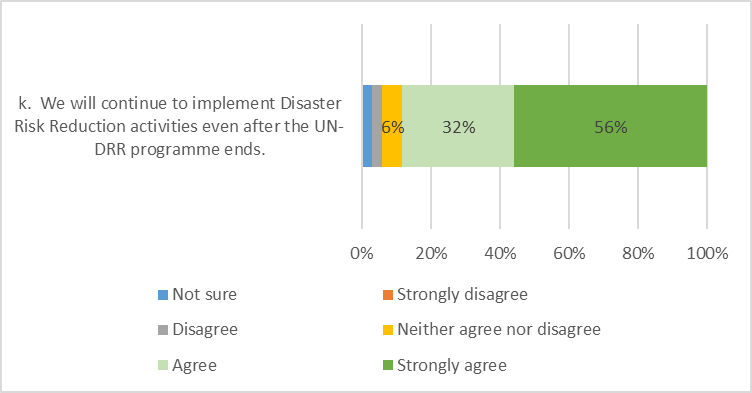 k. We will continue to implement Disaster
Risk Reduction activities even after the UN-
DRR programme ends.
6% 32% 56%
0% 20% 40% 60% 80% 100%
Not sure Strongly disagree
Disagree Neither agree nor disagree
Agree Strongly agree